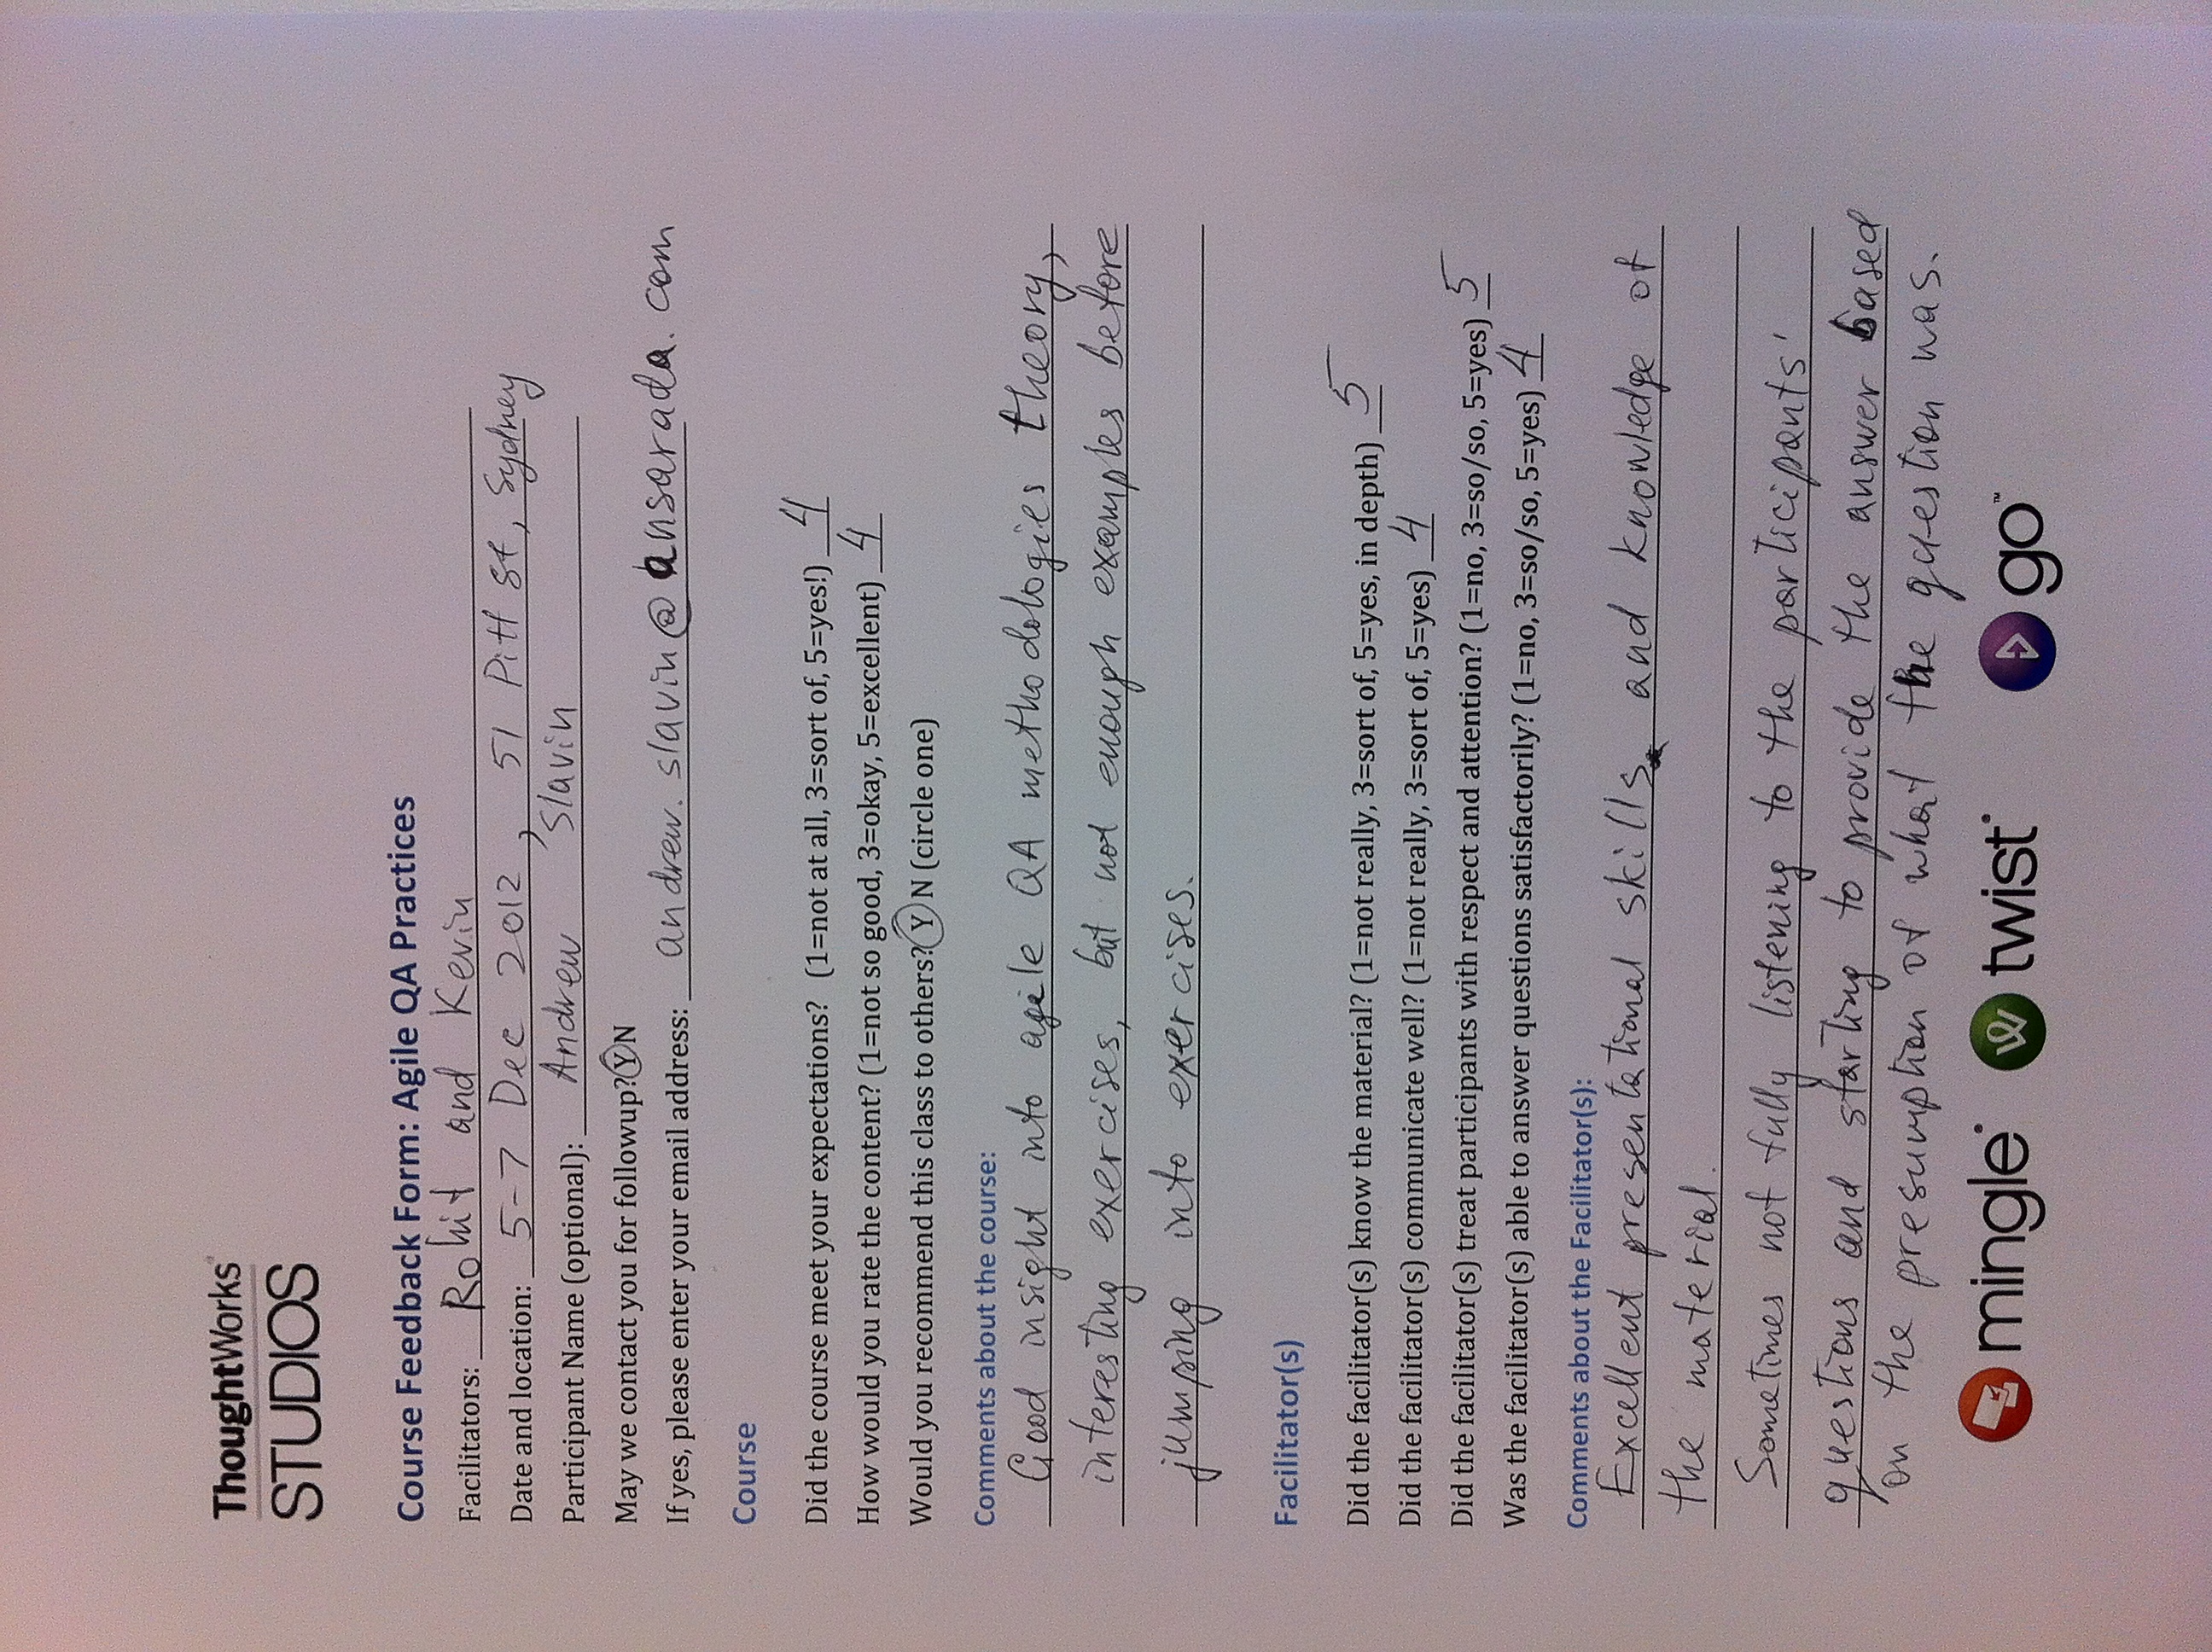 ThoughtWorks®
STUDIOS
Course Feedback Form: Agile QA Practices
Facilitators: Rohit and Kevin
Date and location: 5-7 Dec 2012, 51 Pitt St, Sydney
Participant Name (optional): Andrew Slavin
May we contact you for followup? Y N
If yes, please enter your email address: andrew.slavin@ansarada.com
Course
Did the course meet your expectations? (1=not at all, 3=sort of, 5=yes!) 4
How would you rate the content? (1=not so good, 3=okay, 5=excellent) 4
Would you recommend this class to others? Y N (circle one)
Comments about the course:
Good insight into agile QA methodologies theory,
interesting exercises, but not enough examples before
jumping into exercises.
Facilitator(s)
Did the facilitator(s) know the material? (1=not really, 3=sort of, 5=yes, in depth) 5
Did the facilitator(s) communicate well? (1=not really, 3=sort of, 5=yes) 4
Did the facilitator(s) treat participants with respect and attention? (1=no, 3=so/so, 5=yes) 5
Was the facilitator(s) able to answer questions satisfactorily? (1=no, 3=so/so, 5=yes) 4
Comments about the Facilitator(s):
Excellent presentational skills and knowledge of
the material.
Sometimes not fully listening to the participants'
questions and starting to provide the answer based
on the presumption of what the question was.
mingle® twist® go™